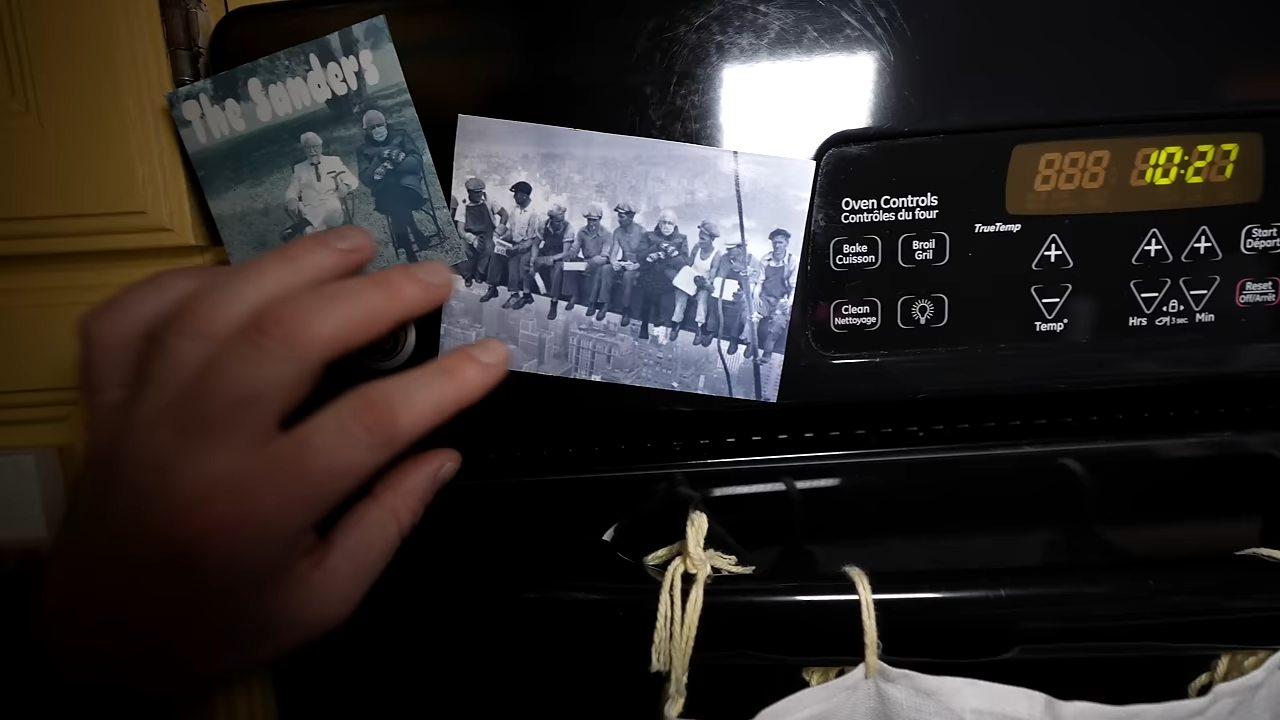 The Sanders
Oven Controls
Contrôles du four
TrueTemp
888 10:27
Bake
Cuisson
Broil
Gril
Start
Départ
Clean
Nettoyage
Temp°
Hrs
3 sec.
Min
Reset
Off/Arrêt